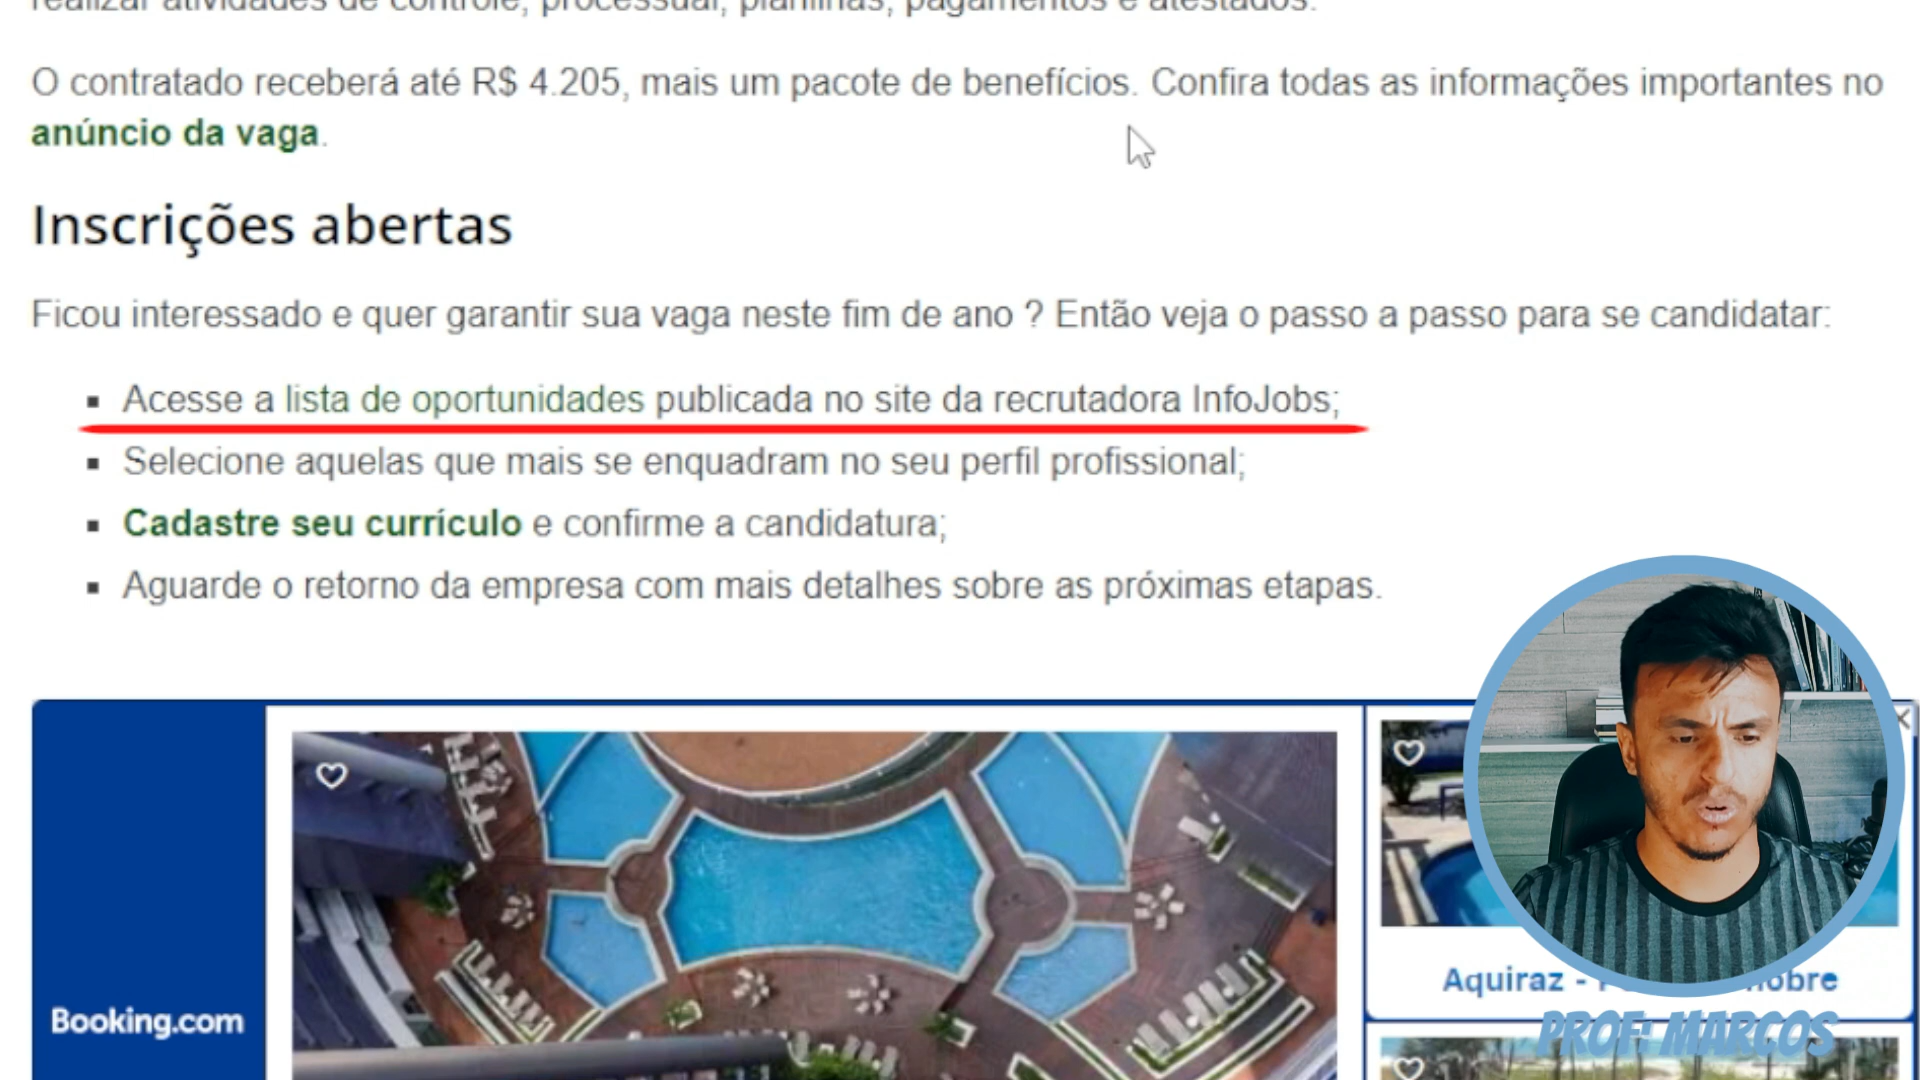 realizar atividades de controle, processual, planilhas, pagamentos e atestados.
O contratado receberá até R$ 4.205, mais um pacote de benefícios. Confira todas as informações importantes no
anúncio da vaga.
Inscrições abertas
Ficou interessado e quer garantir sua vaga neste fim de ano ? Então veja o passo a passo para se candidatar:
Acesse a lista de oportunidades publicada no site da recrutadora InfoJobs;
Selecione aquelas que mais se enquadram no seu perfil profissional;
Cadastre seu currículo e confirme a candidatura;
Aguarde o retorno da empresa com mais detalhes sobre as próximas etapas.
Booking.com
Aquiraz -
PROF: MARCOS